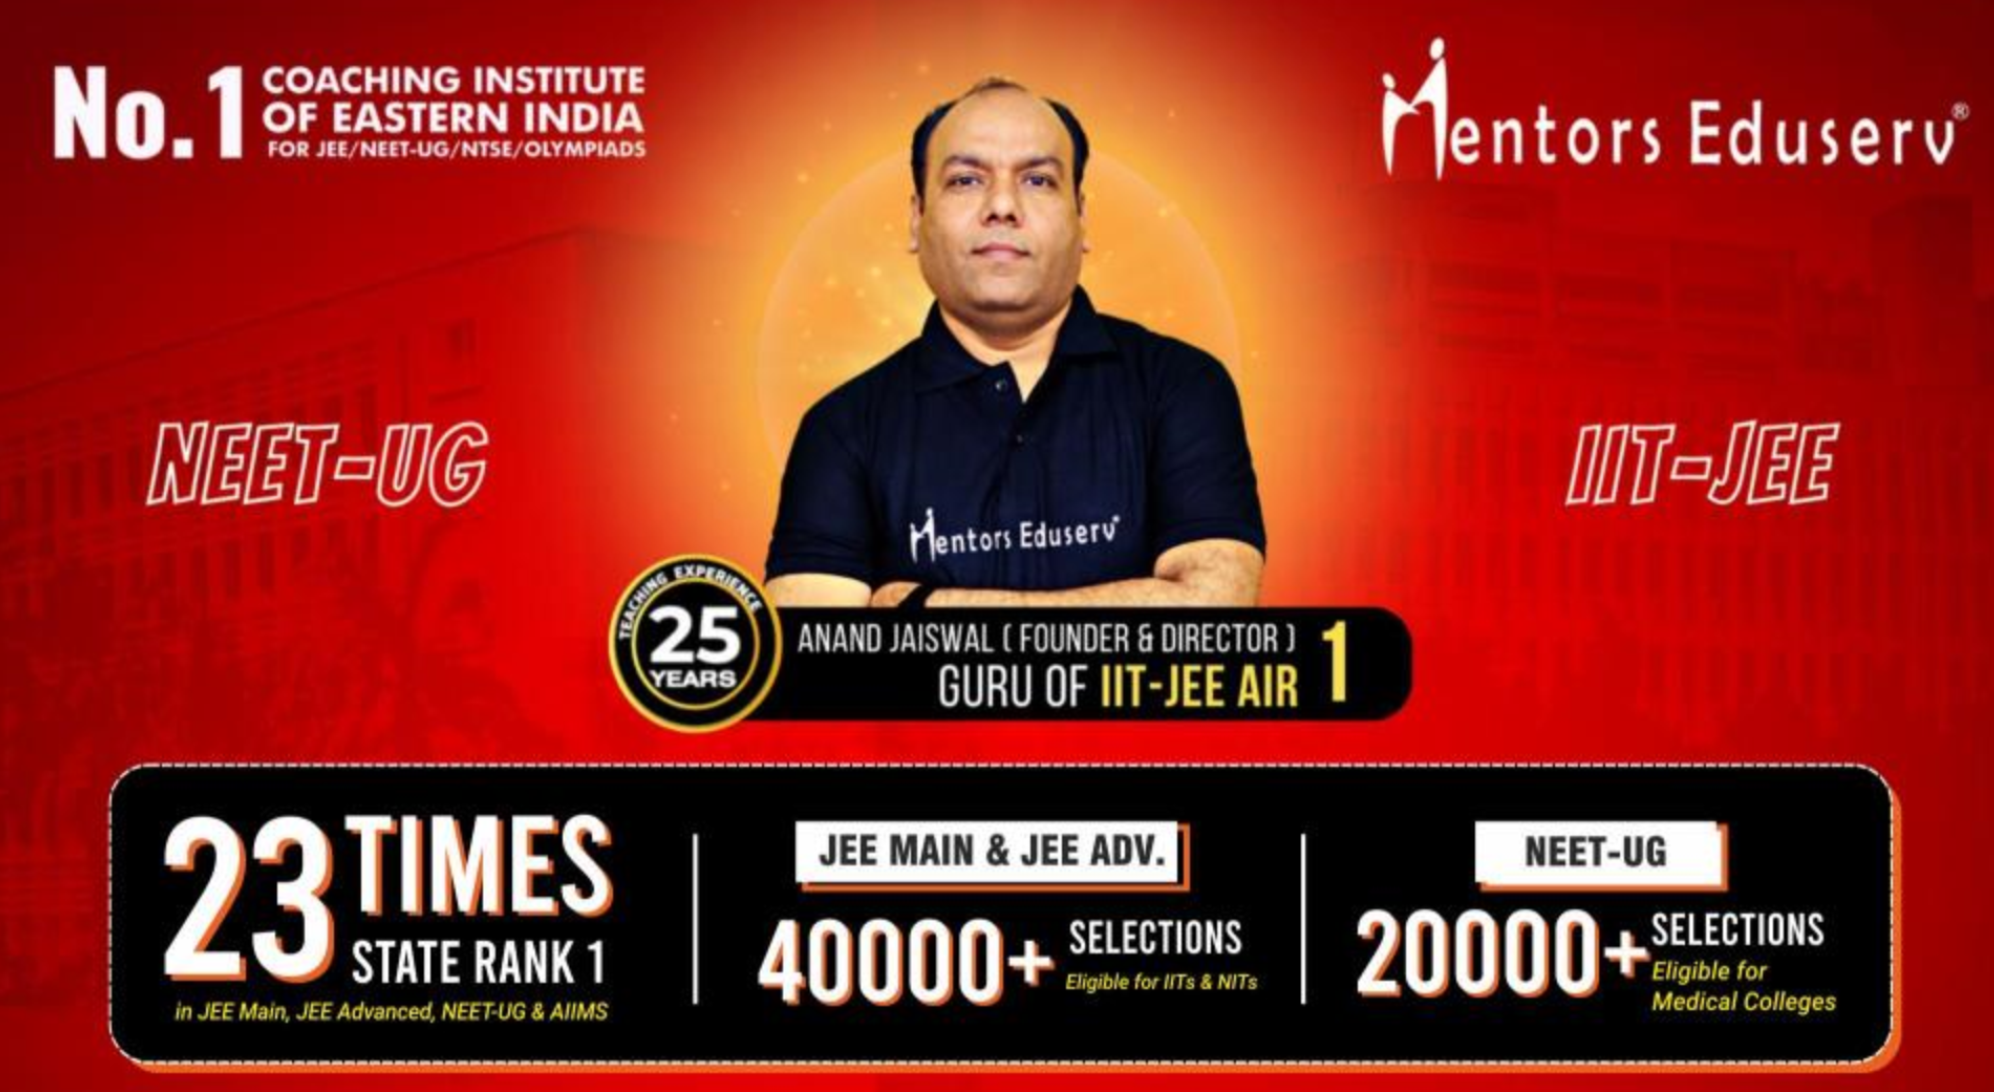 No. 1 COACHING INSTITUTE
OF EASTERN INDIA
FOR JEE/NEET-UG/NTSE/OLYMPIADS
Mentors Eduserv®
NEET-UG
IIT-JEE
Mentors Eduserv®
TEACHING EXPERIENCE
25
YEARS
ANAND JAISWAL ( FOUNDER & DIRECTOR )
GURU OF IIT-JEE AIR 1
23 TIMES
STATE RANK 1
in JEE Main, JEE Advanced, NEET-UG & AIIMS
JEE MAIN & JEE ADV.
40000+ SELECTIONS
Eligible for IITs & NITs
NEET-UG
20000+ SELECTIONS
Eligible for
Medical Colleges